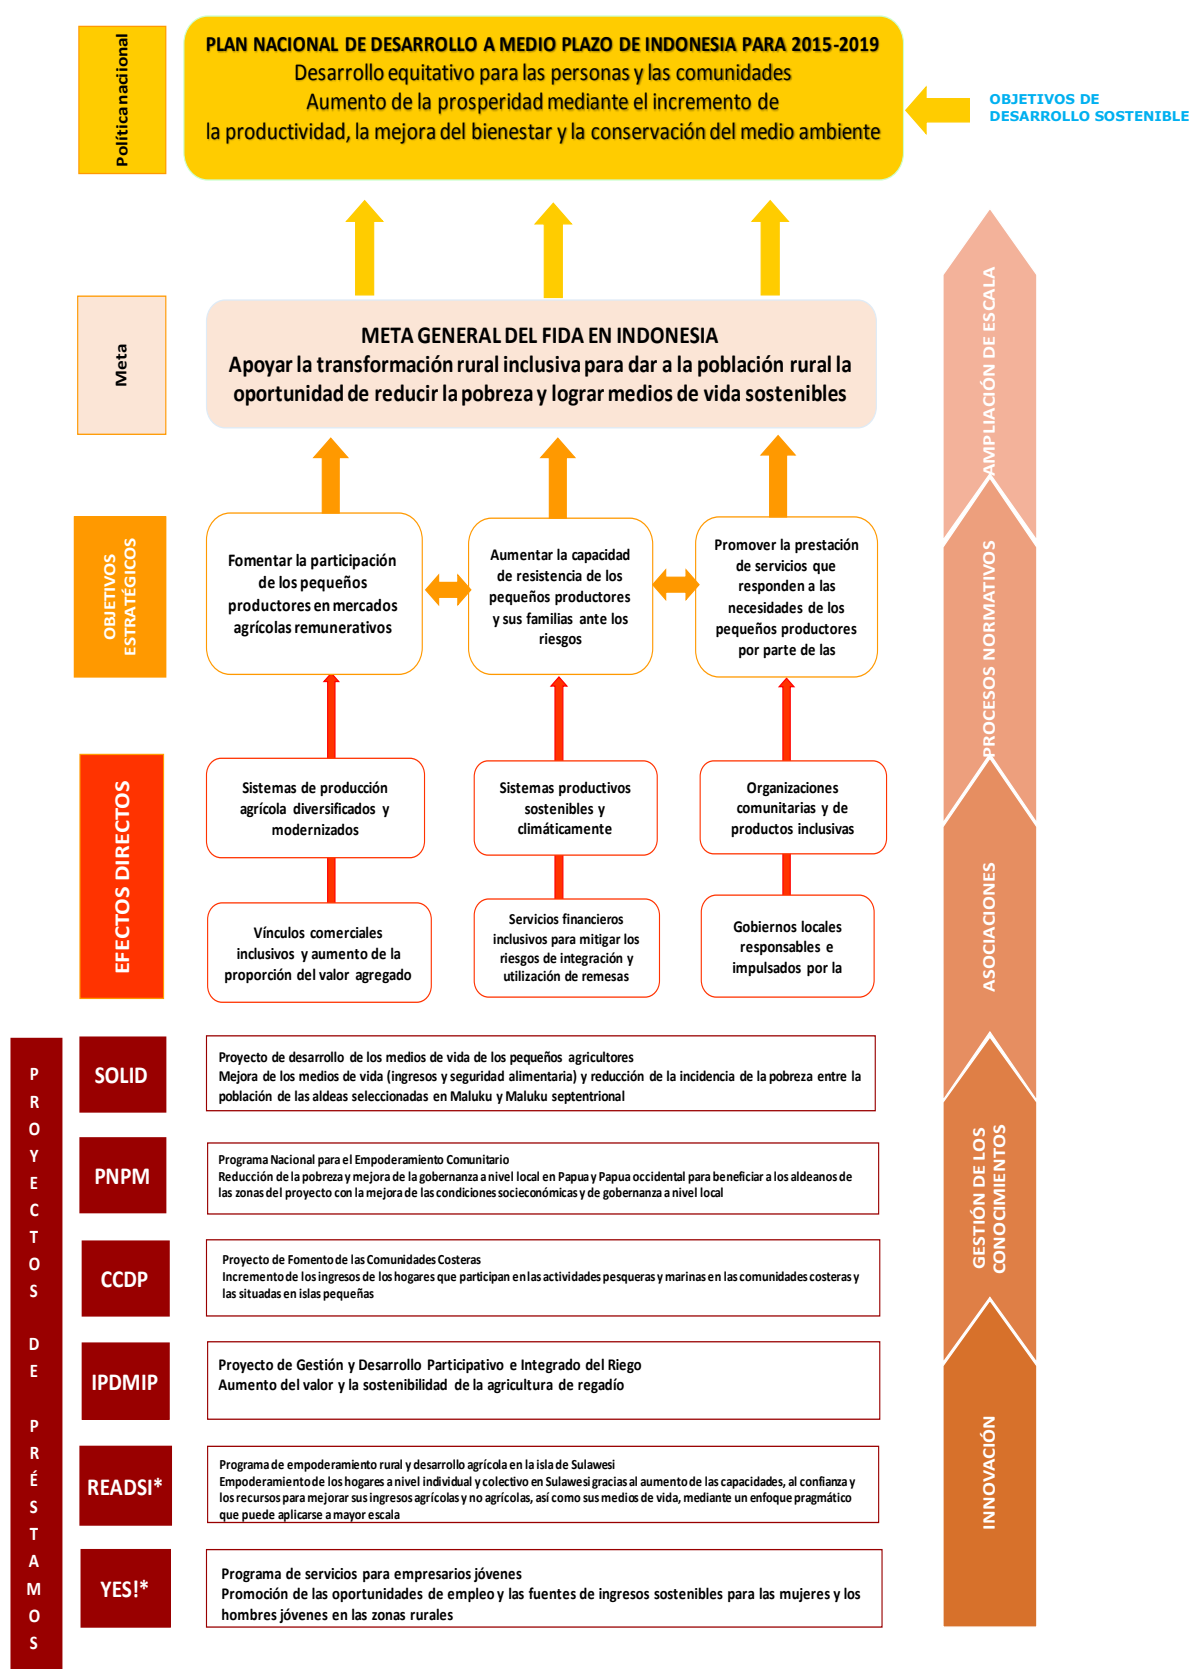 Política naciional
PLAN NACIONAL DE DESARROLLO A MEDIO PLAZO DE INDONESIA PARA 2015-2019
Desarrollo equitativo para las personas y las comunidades
Aumento de la prosperidad mediante el incremento de
la productividad, la mejora del bienestar y la conservación del medio ambiente
OBJETIVOS DE
DESARROLLO SOSTENIBLE
Meta
META GENERAL DEL FIDA EN INDONESIA
Apoyar la transformación rural inclusiva para dar a la población rural la
oportunidad de reducir la pobreza y lograr medios de vida sostenibles
OBJETIVOS
ESTRATÉGICOS
Fomentar la participación
de los pequeños
productores en mercados
agrícolas remunerativos
Aumentar la capacidad
de resistencia de los
pequeños productores
y sus familias ante los
riesgos
Promover la prestación
de servicios que
responden a las
necesidades de los
pequeños productores
por parte de las
EFECTOS DIRECTOS
Sistemas de producción
agrícola diversificados y
modernizados
Sistemas productivos
sostenibles y
climáticamente
Organizaciones
comunitarias y de
productos inclusivas
Vínculos comerciales
inclusivos y aumento de la
proporción del valor agregado
Servicios financieros
inclusivos para mitigar los
riesgos de integración y
utilización de remesas
Gobiernos locales
responsables e
impulsados por la
PROYECTOS DE PRÉSTAMOS
SOLID
Proyecto de desarrollo de los medios de vida de los pequeños agricultores
Mejora de los medios de vida (ingresos y seguridad alimentaria) y reducción de la incidencia de la pobreza entre la
población de las aldeas seleccionadas en Maluku y Maluku septentrional
PNPM
Programa Nacional para el Empoderamiento Comunitario
Reducción de la pobreza y mejora de la gobernanza a nivel local en Papua y Papua occidental para beneficiar a los aldeanos de
las zonas del proyecto con la mejora de las condiciones socieconómicas y de gobernanza a nivel local
CCDP
Proyecto de Fomento de las Comunidades Costeras
Incremento de los ingresos de los hogares que participan en las actividades pesqueras y marinas en las comunidades costeras y
las situadas en islas pequeñas
IPDMIP
Proyecto de Gestión y Desarrollo Participativo e Integrado del Riego
Aumento del valor y la sostenibilidad de la agricultura de regadío
READSI*
Programa de empoderamiento rural y desarrollo agrícola en la isla de Sulawesi
Empoderamiento de los hogares a nivel individual y colectivo en Sulawesi gracias al aumento de las capacidades, al confianza y
los recursos para mejorar sus ingresos agrícolas y no agrícolas, así como sus medios de vida, mediante un enfoque pragmático
que puede aplicarse a mayor escala
YES!*
Programa de servicios para empresarios jóvenes
Promoción de las oportunidades de empleo y las fuentes de ingresos sostenibles para las mujeres y los
hombres jóvenes en las zonas rurales
AMPLIACIÓN DE ESCALA
PROCESOS NORMATIVOS
ASOCIACIONES
GESTIÓN DE LOS
CONOCIMIENTOS
INNOVACIÓN